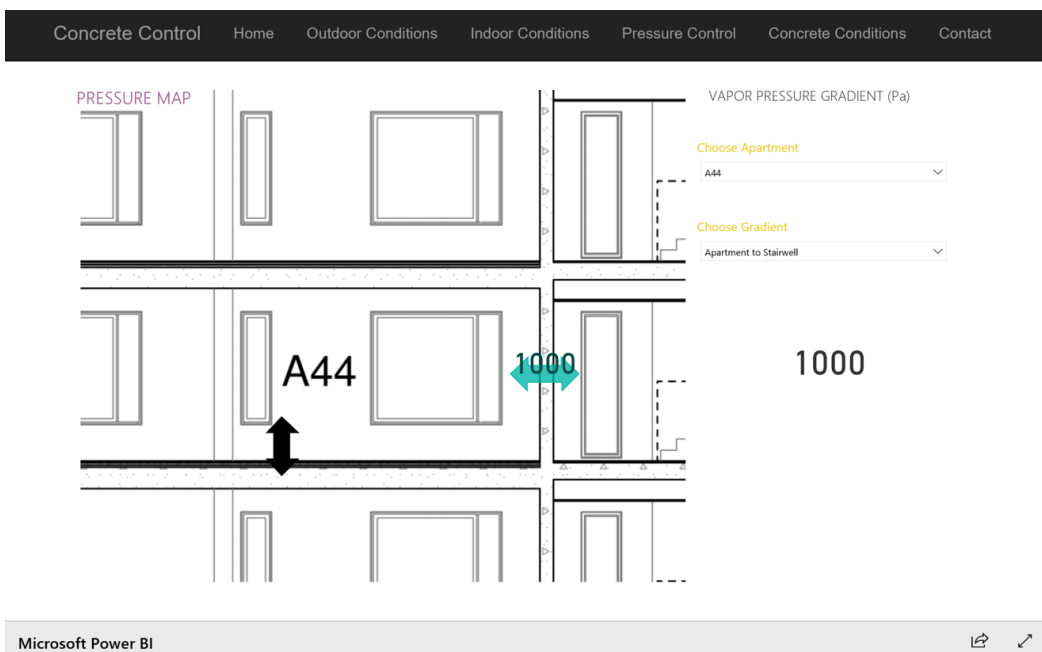 Concrete Control Home Outdoor Conditions Indoor Conditions Pressure Control Concrete Conditions Contact
PRESSURE MAP
VAPOR PRESSURE GRADIENT (Pa)
Choose Apartment
A44
Choose Gradient
Apartment to Stairwell
A44
1000
1000
Microsoft Power BI